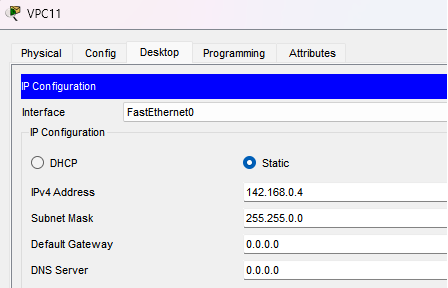 VPC11
Physical Config Desktop Programming Attributes
IP Configuration
Interface FastEthernet0
IP Configuration
DHCP Static
IPv4 Address 142.168.0.4
Subnet Mask 255.255.0.0
Default Gateway 0.0.0.0
DNS Server 0.0.0.0